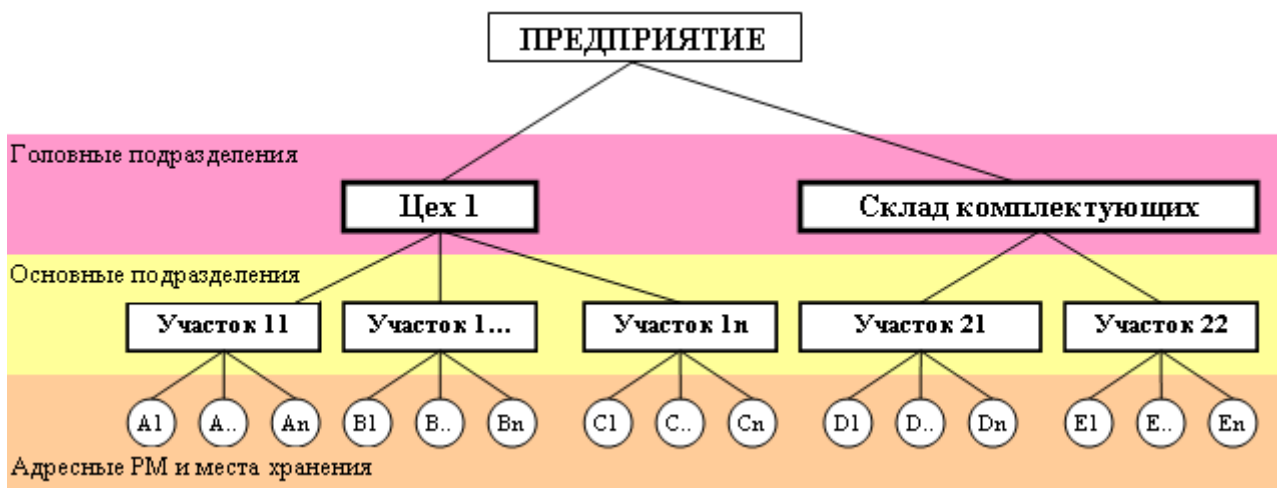 ПРЕДПРИЯТИЕ
Головные подразделения
Цех 1
Склад комплектующих
Основные подразделения
Участок 11
Участок 1...
Участок 1n
Участок 21
Участок 22
A1
A..
An
B1
B..
Bn
C1
C..
Cn
D1
D..
Dn
E1
E..
En
Адресные РМ и места хранения